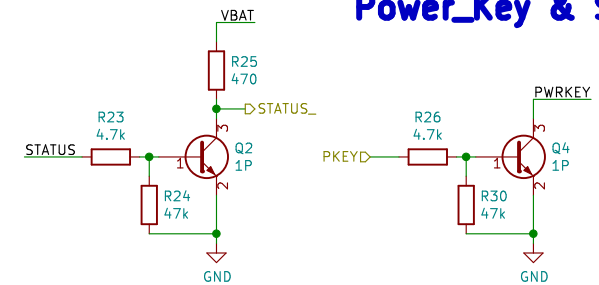 Power_Key & S
VBAT
R25
470
STATUS_
R23
4.7k
STATUS
3
Q2
1P
1
2
R24
47k
GND
PWRKEY
R26
4.7k
PKEY
3
Q4
1P
1
2
R30
47k
GND